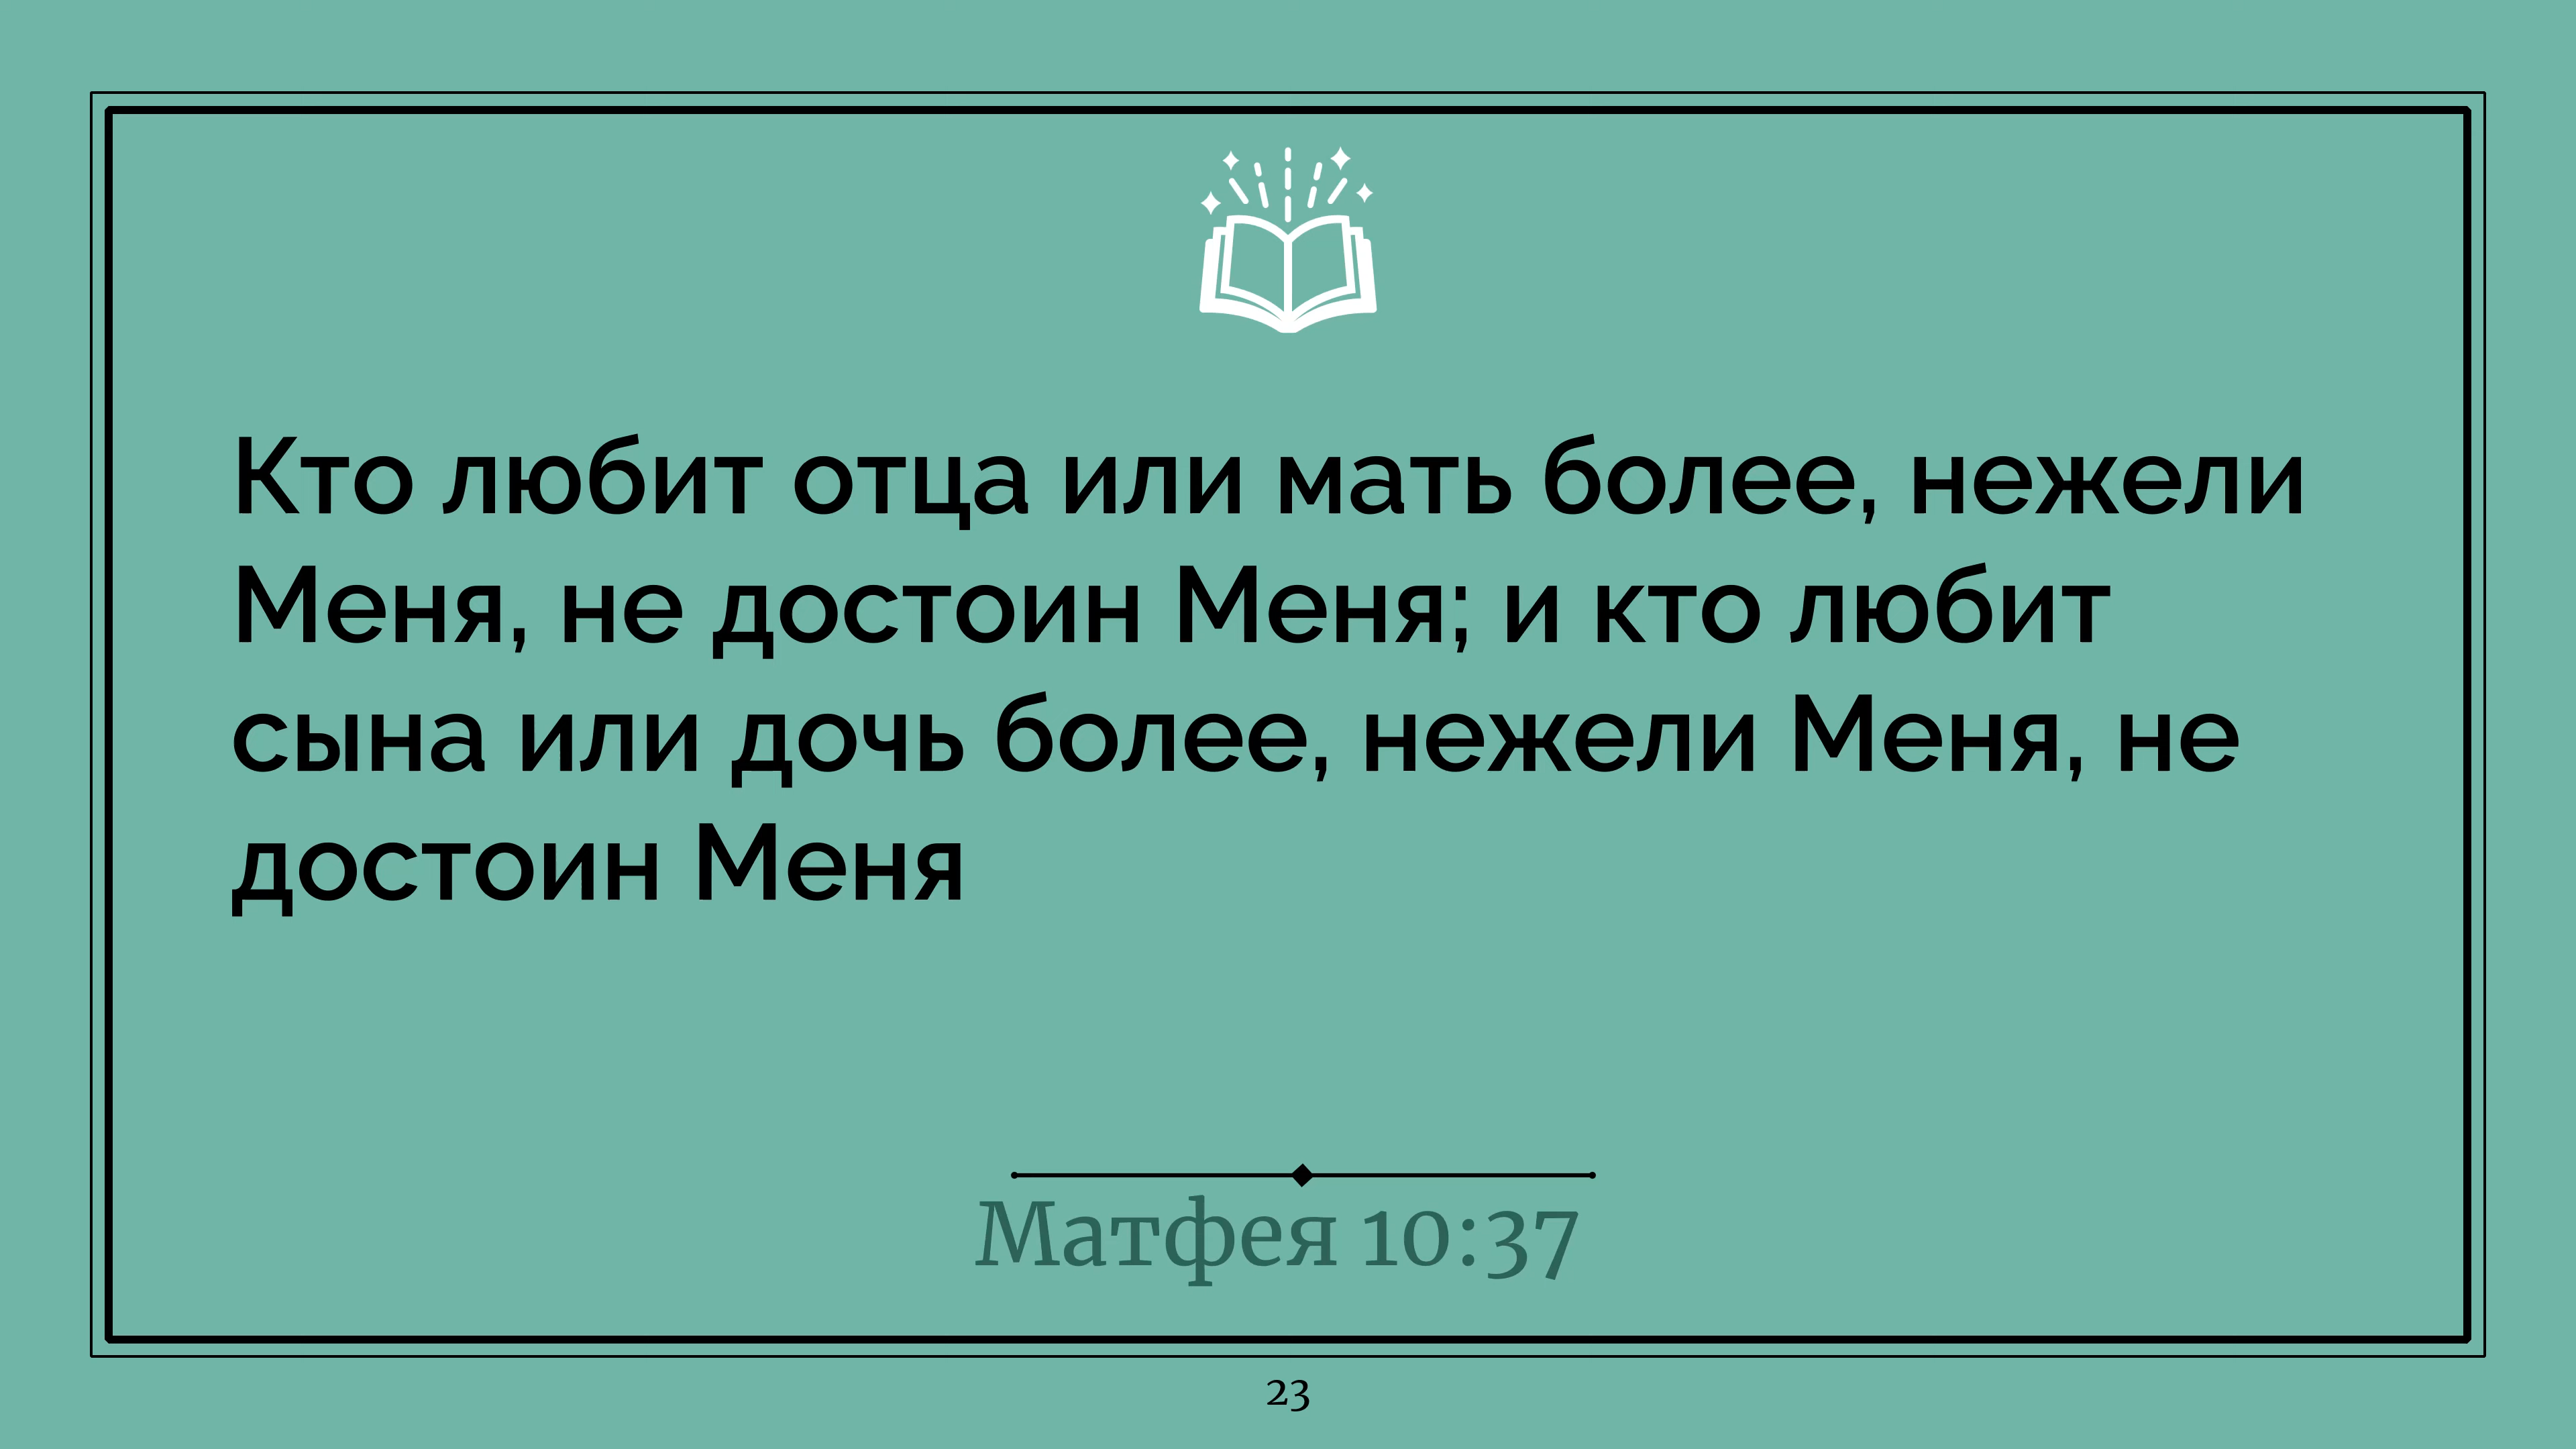 Кто любит отца или мать более, нежели
Меня, не достоин Меня; и кто любит
сына или дочь более, нежели Меня, не
достоин Меня
Матфея 10:37
23